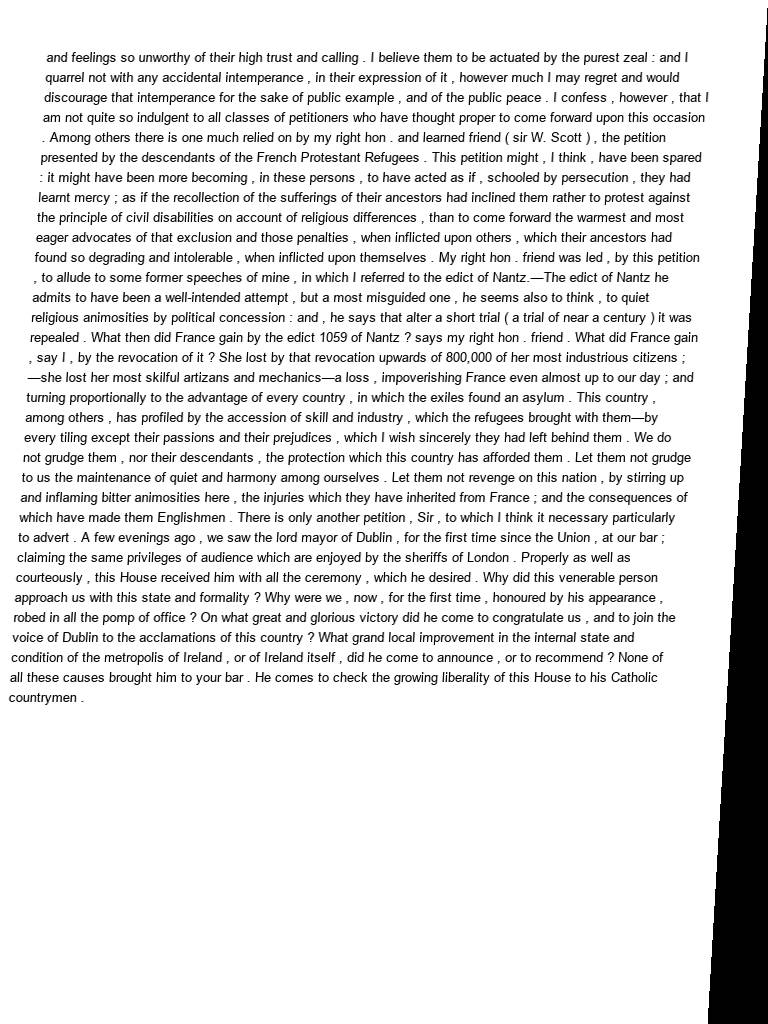 and feelings so unworthy of their high trust and calling . I believe them to be actuated by the purest zeal : and I
quarrel not with any accidental intemperance , in their expression of it , however much I may regret and would
discourage that intemperance for the sake of public example , and of the public peace . I confess , however , that I
am not quite so indulgent to all classes of petitioners who have thought proper to come forward upon this occasion
. Among others there is one much relied on by my right hon . and learned friend ( sir W. Scott ) , the petition
presented by the descendants of the French Protestant Refugees . This petition might , I think , have been spared
: it might have been more becoming , in these persons , to have acted as if , schooled by persecution , they had
learnt mercy ; as if the recollection of the sufferings of their ancestors had inclined them rather to protest against
the principle of civil disabilities on account of religious differences , than to come forward the warmest and most
eager advocates of that exclusion and those penalties , when inflicted upon others , which their ancestors had
found so degrading and intolerable , when inflicted upon themselves . My right hon . friend was led , by this petition
, to allude to some former speeches of mine , in which I referred to the edict of Nantz.—The edict of Nantz he
admits to have been a well-intended attempt , but a most misguided one , he seems also to think , to quiet
religious animosities by political concession : and , he says that alter a short trial ( a trial of near a century ) it was
repealed . What then did France gain by the edict 1059 of Nantz ? says my right hon . friend . What did France gain
, say I , by the revocation of it ? She lost by that revocation upwards of 800,000 of her most industrious citizens ;
—she lost her most skilful artizans and mechanics—a loss , impoverishing France even almost up to our day ; and
turning proportionally to the advantage of every country , in which the exiles found an asylum . This country ,
among others , has profiled by the accession of skill and industry , which the refugees brought with them—by
every tiling except their passions and their prejudices , which I wish sincerely they had left behind them . We do
not grudge them , nor their descendants , the protection which this country has afforded them . Let them not grudge
to us the maintenance of quiet and harmony among ourselves . Let them not revenge on this nation , by stirring up
and inflaming bitter animosities here , the injuries which they have inherited from France ; and the consequences of
which have made them Englishmen . There is only another petition , Sir , to which I think it necessary particularly
to advert . A few evenings ago , we saw the lord mayor of Dublin , for the first time since the Union , at our bar ;
claiming the same privileges of audience which are enjoyed by the sheriffs of London . Properly as well as
courteously , this House received him with all the ceremony , which he desired . Why did this venerable person
approach us with this state and formality ? Why were we , now , for the first time , honoured by his appearance ,
robed in all the pomp of office ? On what great and glorious victory did he come to congratulate us , and to join the
voice of Dublin to the acclamations of this country ? What grand local improvement in the internal state and
condition of the metropolis of Ireland , or of Ireland itself , did he come to announce , or to recommend ? None of
all these causes brought him to your bar . He comes to check the growing liberality of this House to his Catholic
countrymen .